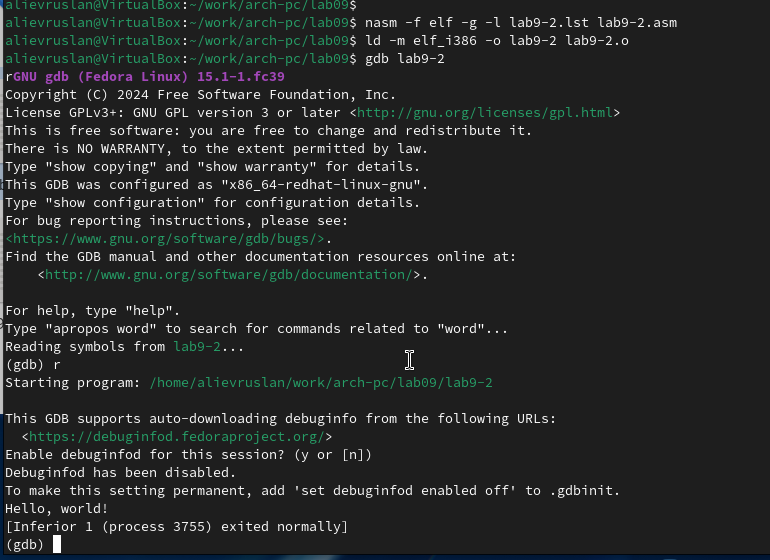 alievruslan@VirtualBox:~/work/arch-pc/lab09$
alievruslan@VirtualBox:~/work/arch-pc/lab09$ nasm -f elf -g -l lab9-2.lst lab9-2.asm
alievruslan@VirtualBox:~/work/arch-pc/lab09$ ld -m elf_i386 -o lab9-2 lab9-2.o
alievruslan@VirtualBox:~/work/arch-pc/lab09$ gdb lab9-2
rGNU gdb (Fedora Linux) 15.1-1.fc39
Copyright (C) 2024 Free Software Foundation, Inc.
License GPLv3+: GNU GPL version 3 or later <http://gnu.org/licenses/gpl.html>
This is free software: you are free to change and redistribute it.
There is NO WARRANTY, to the extent permitted by law.
Type "show copying" and "show warranty" for details.
This GDB was configured as "x86_64-redhat-linux-gnu".
Type "show configuration" for configuration details.
For bug reporting instructions, please see:
<https://www.gnu.org/software/gdb/bugs/>.
Find the GDB manual and other documentation resources online at:
    <http://www.gnu.org/software/gdb/documentation/>.

For help, type "help".
Type "apropos word" to search for commands related to "word"...
Reading symbols from lab9-2...
(gdb) r
Starting program: /home/alievruslan/work/arch-pc/lab09/lab9-2

This GDB supports auto-downloading debuginfo from the following URLs:
  <https://debuginfod.fedoraproject.org/>
Enable debuginfod for this session? (y or [n])
Debuginfod has been disabled.
To make this setting permanent, add 'set debuginfod enabled off' to .gdbinit.
Hello, world!
[Inferior 1 (process 3755) exited normally]
(gdb)